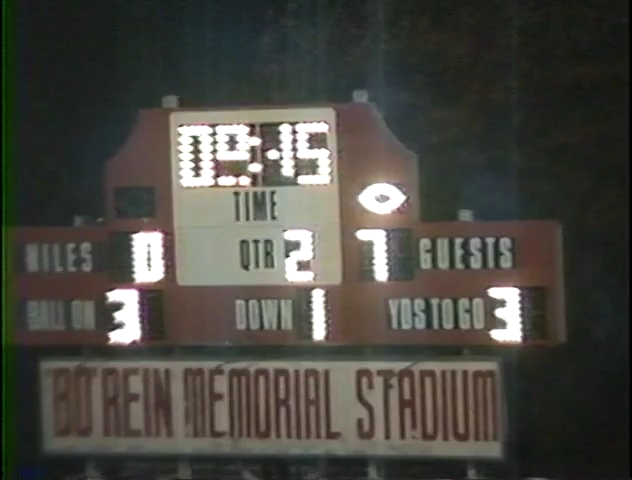 09:15
TIME
NILES 0 QTR 2 7 GUESTS
BALL ON 3 DOWN 1 YDS TO GO 3
BO REIN MEMORIAL STADIUM